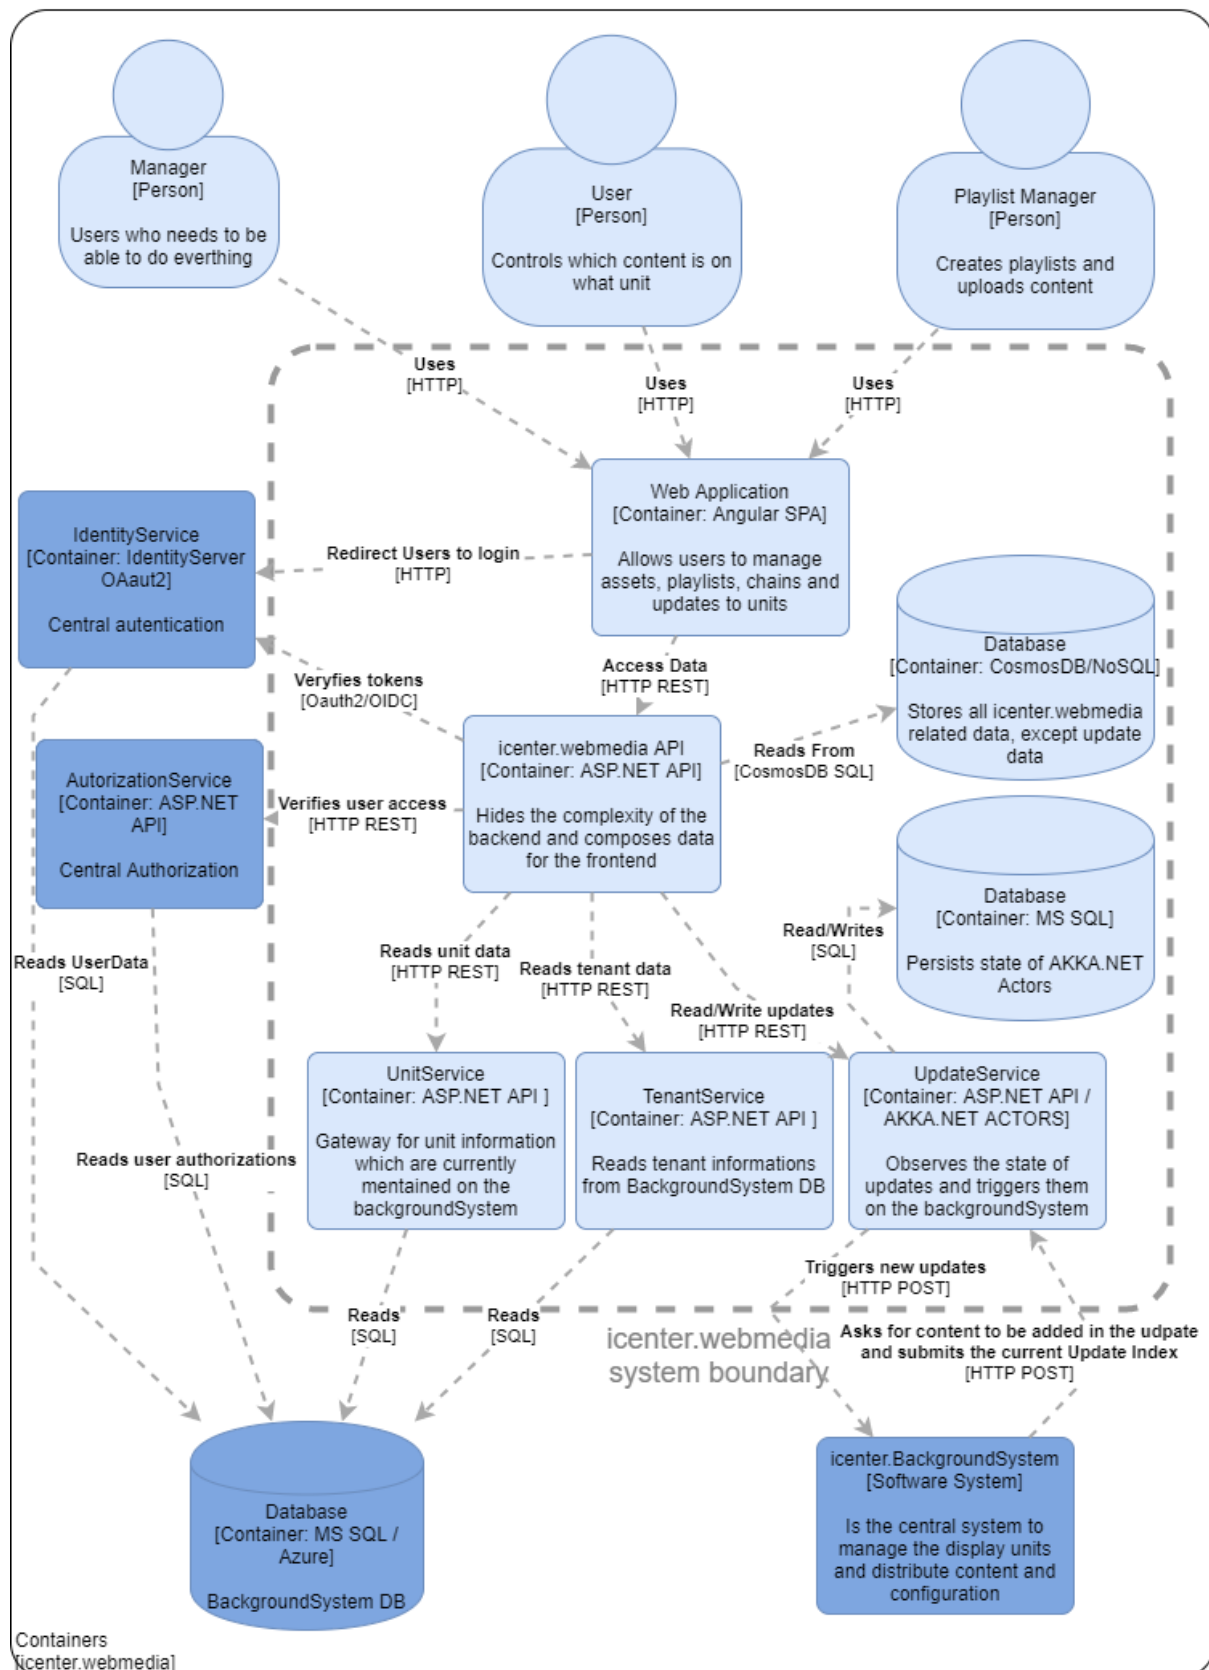 Manager
[Person]
Users who needs to be
able to do everthing
User
[Person]
Controls which content is on
what unit
Playlist Manager
[Person]
Creates playlists and
uploads content
Uses
[HTTP]
Uses
[HTTP]
Uses
[HTTP]
Web Application
[Container: Angular SPA]
Allows users to manage
assets, playlists, chains and
updates to units
IdentityService
[Container: IdentityServer
OAaut2]
Central autentication
Redirect Users to login
[HTTP]
Database
[Container: CosmosDB/NoSQL]
Stores all icenter.webmedia
related data, except update
data
Access Data
[HTTP REST]
Veryfies tokens
[Oauth2/OIDC]
icenter.webmedia API
[Container: ASP.NET API]
Hides the complexity of the
backend and composes data
for the frontend
Reads From
[CosmosDB SQL]
AutorizationService
[Container: ASP.NET
API]
Central Authorization
Verifies user access
[HTTP REST]
Database
[Container: MS SQL]
Persists state of AKKA.NET
Actors
Read/Writes
[SQL]
Reads UserData
[SQL]
Reads unit data
[HTTP REST]
Reads tenant data
[HTTP REST]
Read/Write updates
[HTTP REST]
UnitService
[Container: ASP.NET API ]
Gateway for unit information
which are currently
mentained on the
backgroundSystem
TenantService
[Container: ASP.NET API ]
Reads tenant informations
from BackgroundSystem DB
UpdateService
[Container: ASP.NET API /
AKKA.NET ACTORS]
Observes the state of
updates and triggers them
on the backgroundSystem
Reads user authorizations
[SQL]
Triggers new updates
[HTTP POST]
Reads
[SQL]
Reads
[SQL]
icenter.webmedia
system boundary
Asks for content to be added in the udpate
and submits the current Update Index
[HTTP POST]
Database
[Container: MS SQL /
Azure]
BackgroundSystem DB
icenter.BackgroundSystem
[Software System]
Is the central system to
manage the display units
and distribute content and
configuration
Containers
[icenter.webmedia]